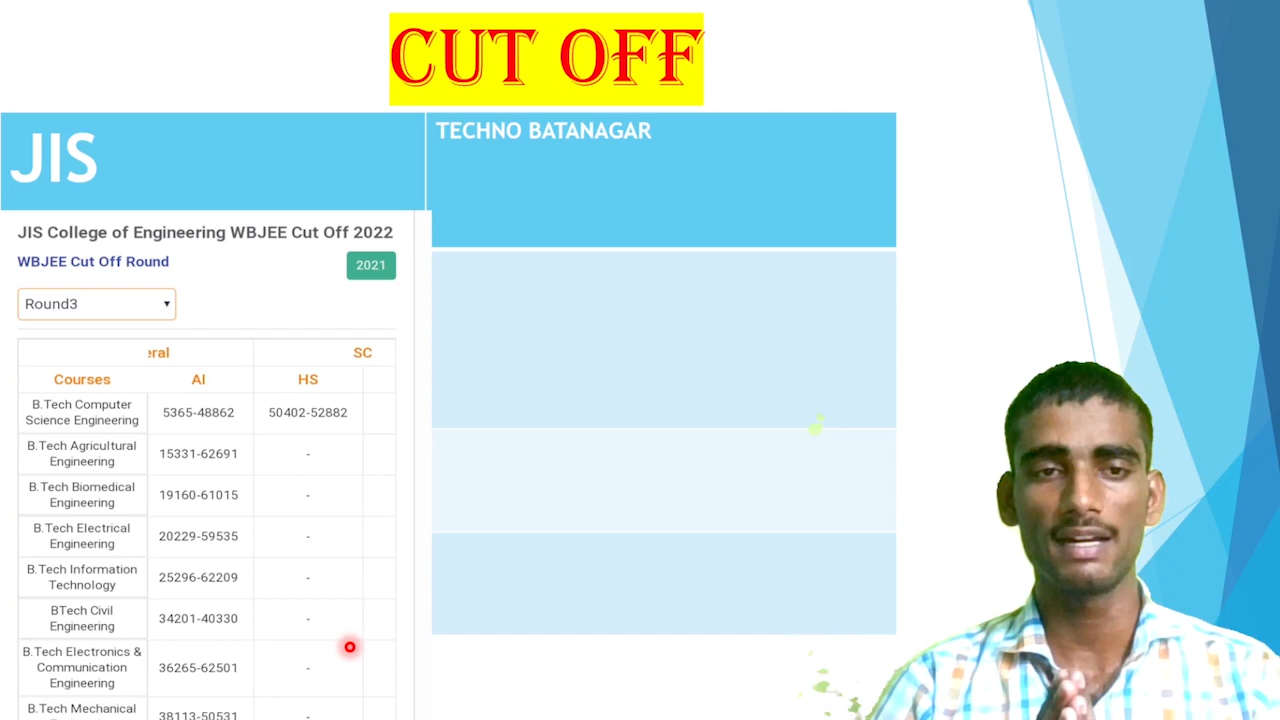 CUT OFF
JIS
TECHNO BATANAGAR
JIS College of Engineering WBJEE Cut Off 2022
WBJEE Cut Off Round
2021
Round3
eral SC
Courses AI HS
B.Tech Computer
Science Engineering
5365-48862 50402-52882
B.Tech Agricultural
Engineering
15331-62691 -
B.Tech Biomedical
Engineering
19160-61015 -
B.Tech Electrical
Engineering
20229-59535 -
B.Tech Information
Technology
25296-62209 -
BTech Civil
Engineering
34201-40330 -
B.Tech Electronics &
Communication
Engineering
36265-62501 -
B.Tech Mechanical
38113-50531 -